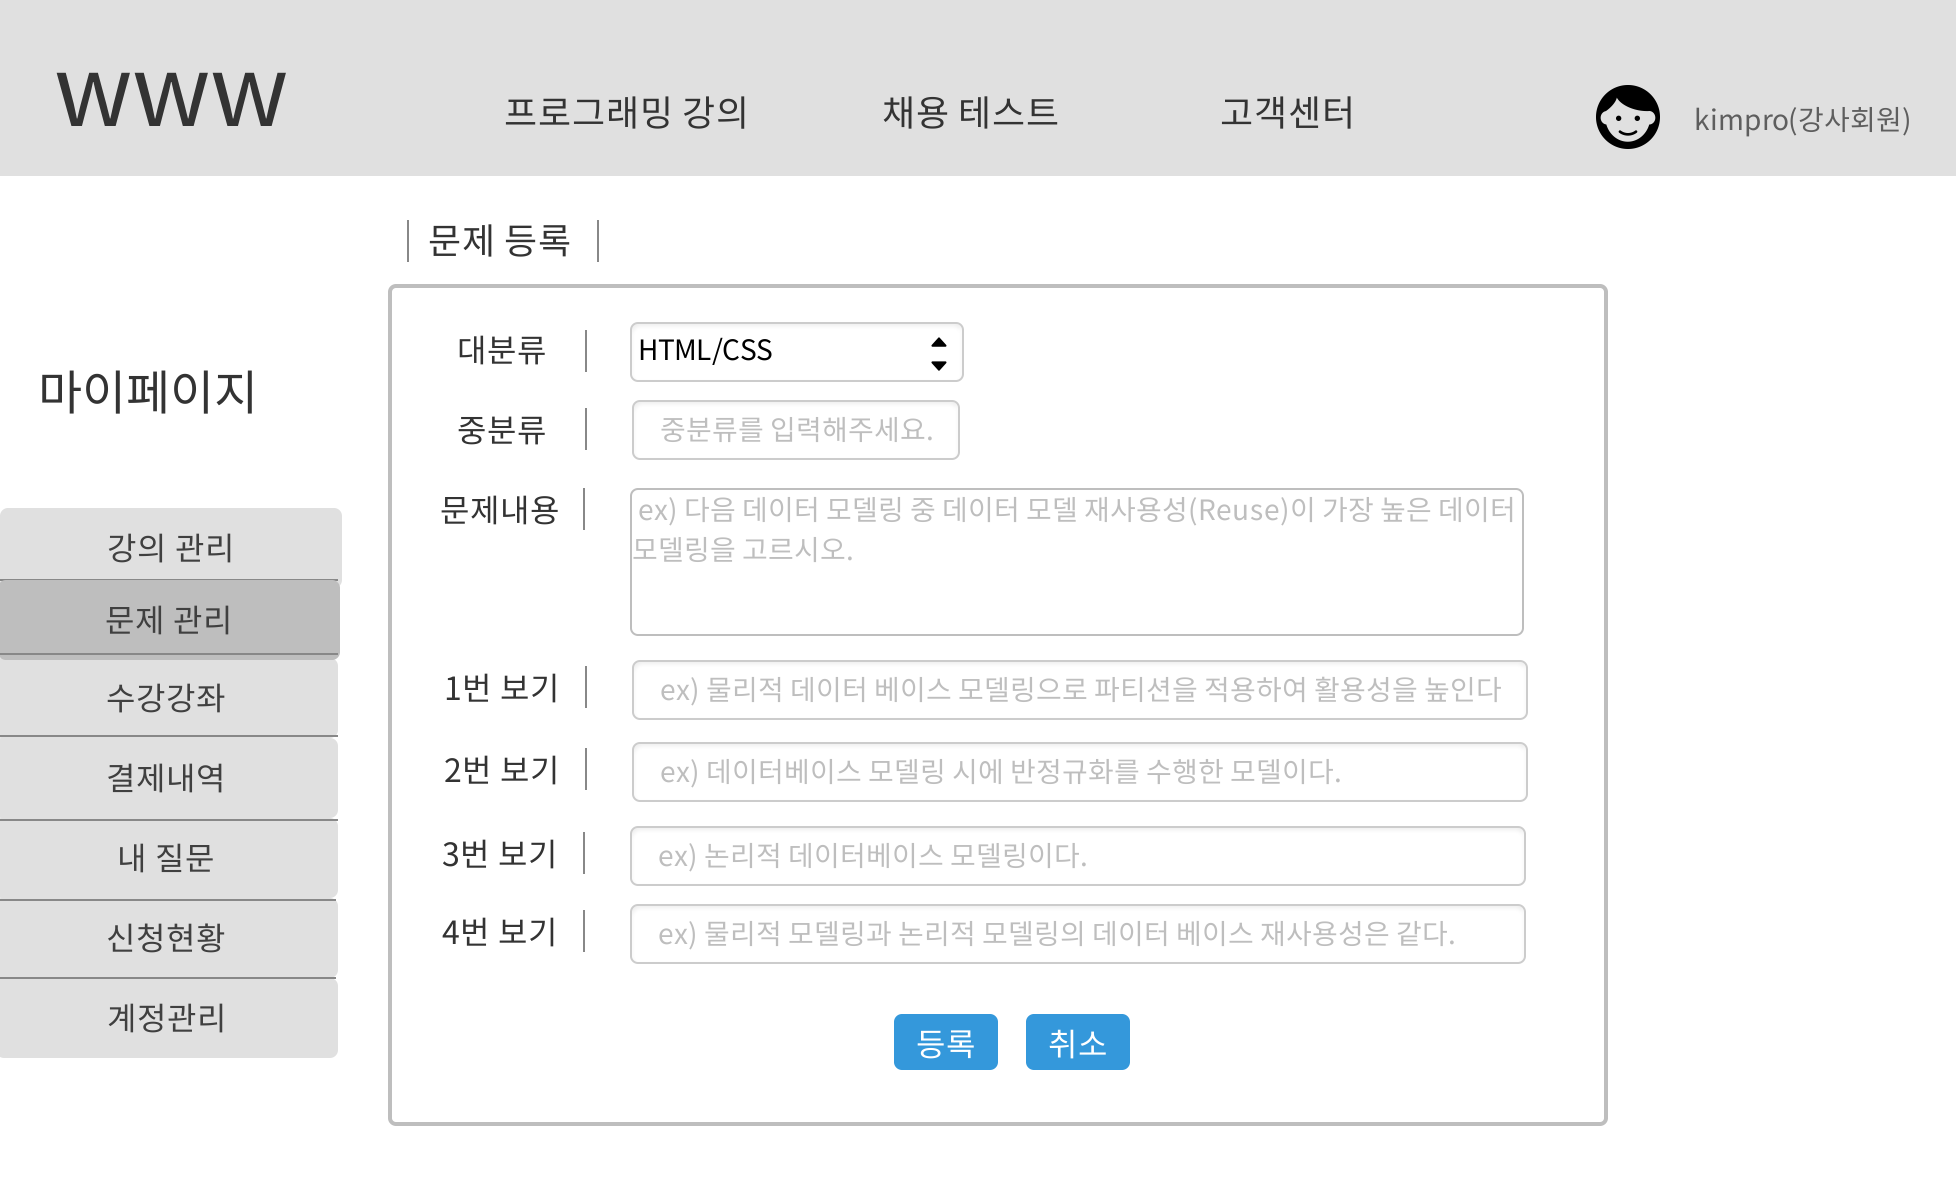 WWW
프로그래밍 강의
채용 테스트
고객센터
kimpro(강사회원)
문제 등록
마이페이지
강의 관리
문제 관리
수강강좌
결제내역
내 질문
신청현황
계정관리
대분류
HTML/CSS
중분류
중분류를 입력해주세요.
문제내용
ex) 다음 데이터 모델링 중 데이터 모델 재사용성(Reuse)이 가장 높은 데이터
모델링을 고르시오.
1번 보기
ex) 물리적 데이터 베이스 모델링으로 파티션을 적용하여 활용성을 높인다
2번 보기
ex) 데이터베이스 모델링 시에 반정규화를 수행한 모델이다.
3번 보기
ex) 논리적 데이터베이스 모델링이다.
4번 보기
ex) 물리적 모델링과 논리적 모델링의 데이터 베이스 재사용성은 같다.
등록
취소